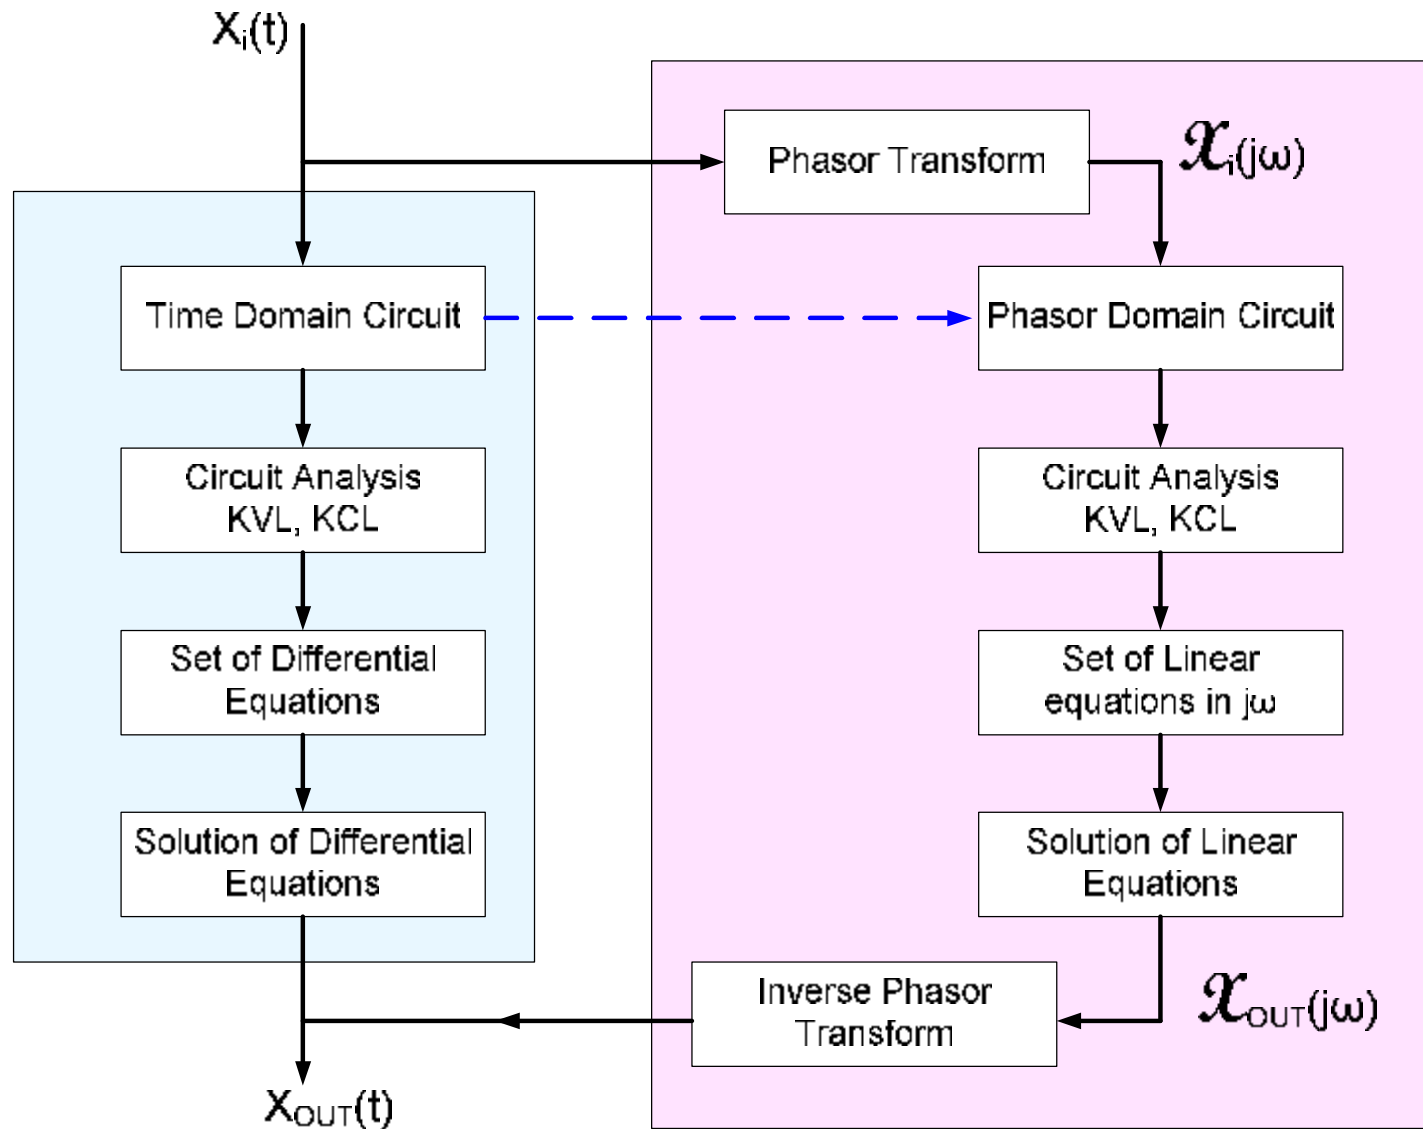 Xi(t)
Phasor Transform
𝒳i(jω)
Time Domain Circuit
Phasor Domain Circuit
Circuit Analysis
KVL, KCL
Circuit Analysis
KVL, KCL
Set of Differential
Equations
Set of Linear
equations in jω
Solution of Differential
Equations
Solution of Linear
Equations
Inverse Phasor
Transform
𝒳OUT(jω)
XOUT(t)